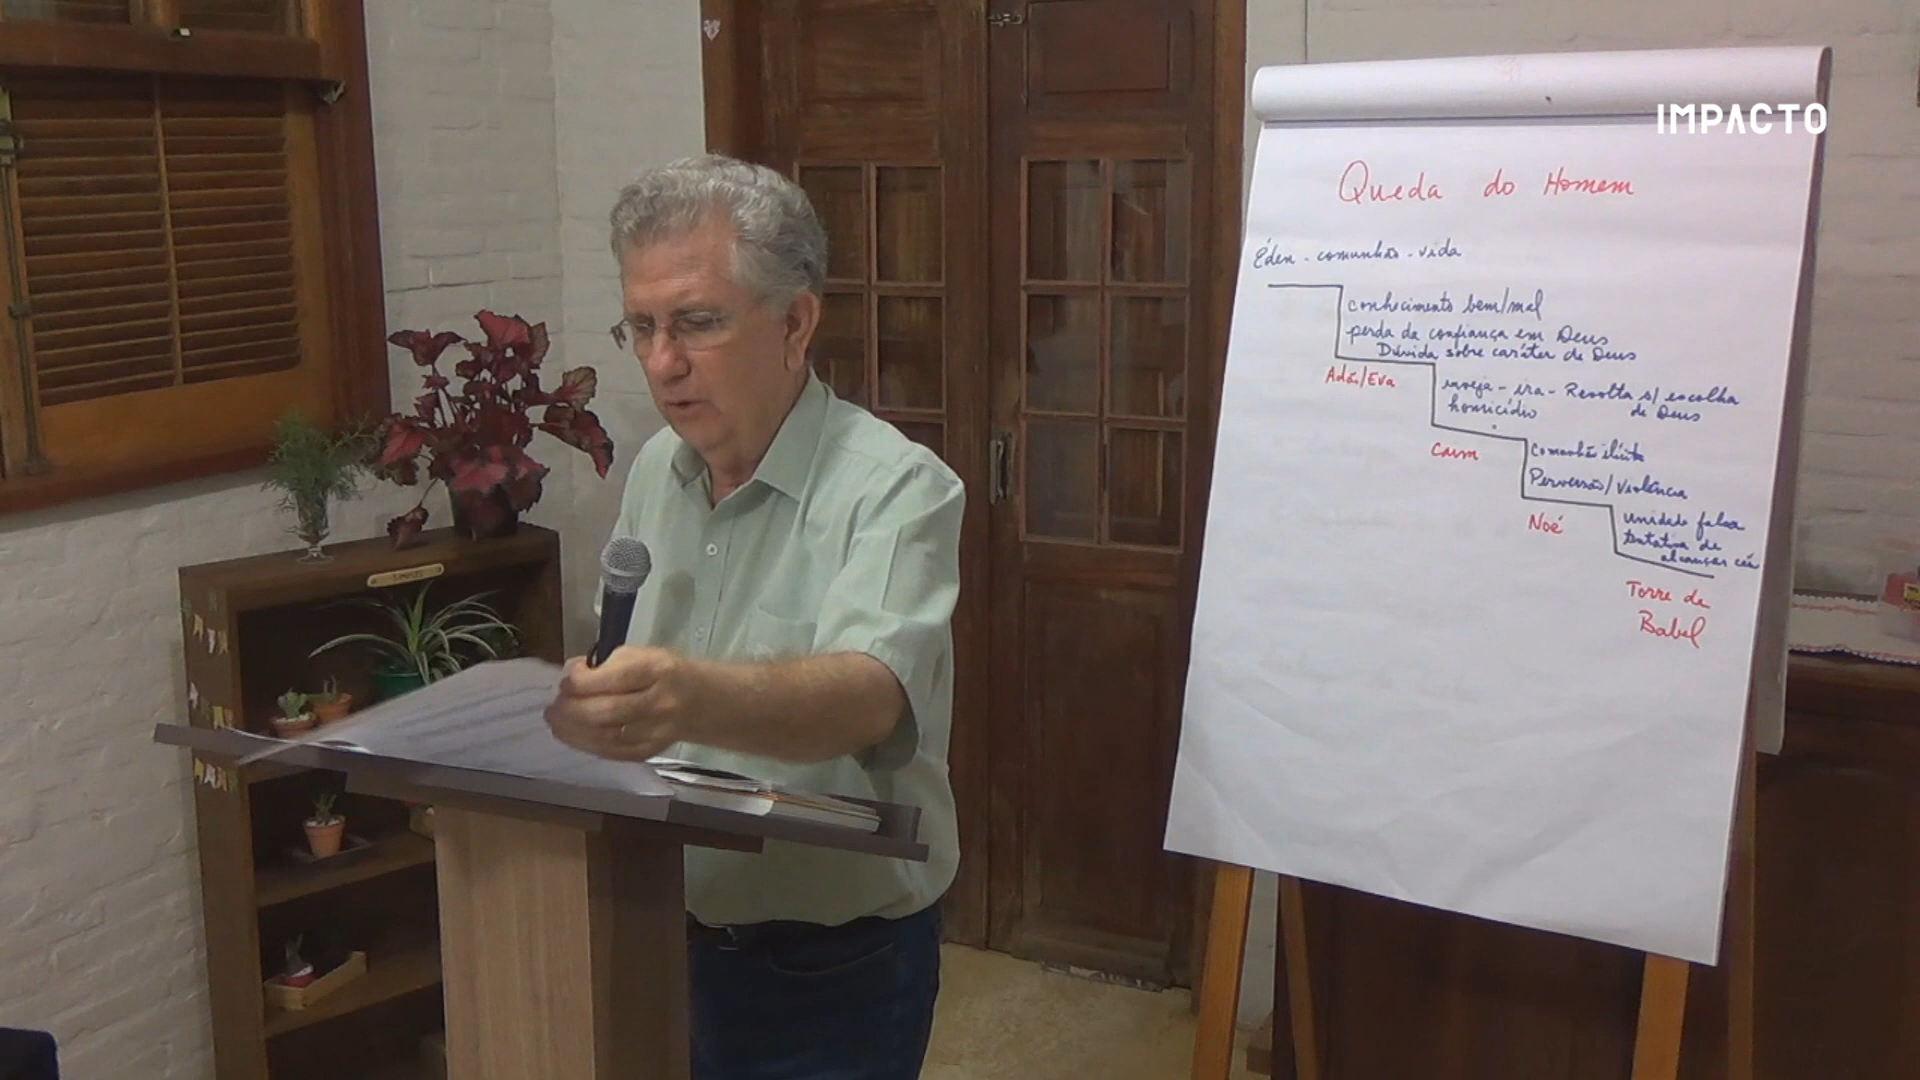 IMPACTO
Queda do Homem
Éden - comunhão - vida
conhecimento bem/mal
perda da confiança em Deus
Dúvida sobre caráter de Deus
Adão/Eva
inveja - ira - Revolta s/ escolha
homicídio de Deus
Caim
Comunhão ilícita
Perversão/Violência
Noé
unidade falsa
tentativa de
alcançar céu
Torre de
Babel